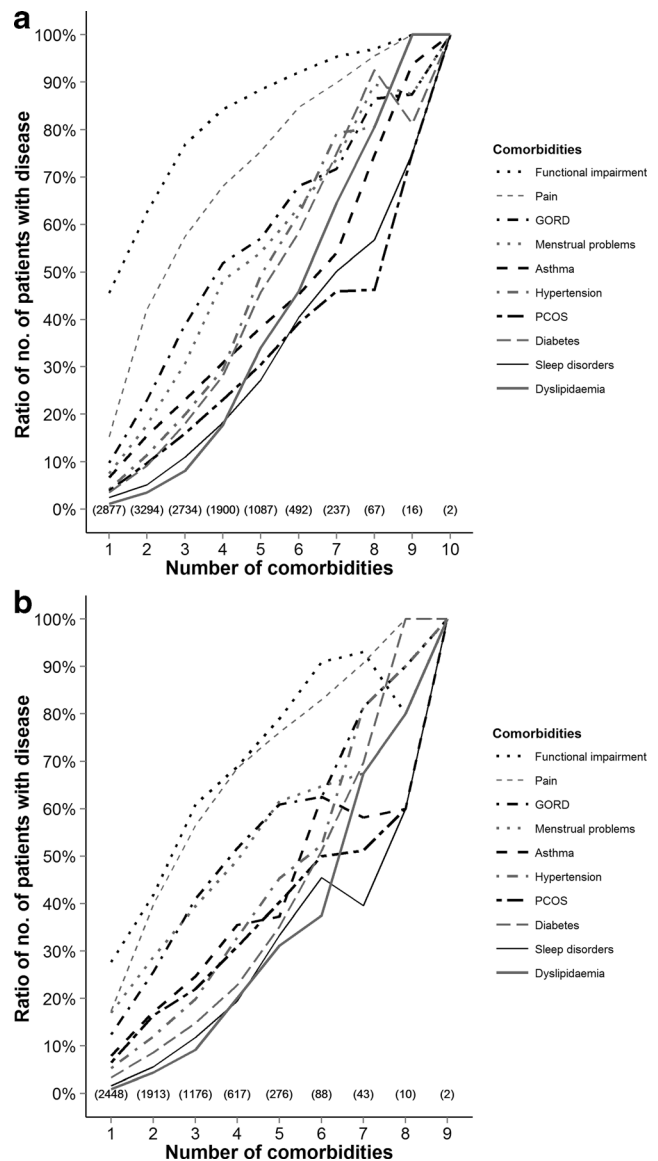 a
Ratio of no. of patients with disease
100%
90%
80%
70%
60%
50%
40%
30%
20%
10%
0%
(2877) (3294) (2734) (1900) (1087) (492) (237) (67) (16) (2)
1 2 3 4 5 6 7 8 9 10
Number of comorbidities
Comorbidities
Functional impairment
Pain
GORD
Menstrual problems
Asthma
Hypertension
PCOS
Diabetes
Sleep disorders
Dyslipidaemia
b
Ratio of no. of patients with disease
100%
90%
80%
70%
60%
50%
40%
30%
20%
10%
0%
(2448) (1913) (1176) (617) (276) (88) (43) (10) (2)
1 2 3 4 5 6 7 8 9
Number of comorbidities
Comorbidities
Functional impairment
Pain
GORD
Menstrual problems
Asthma
Hypertension
PCOS
Diabetes
Sleep disorders
Dyslipidaemia